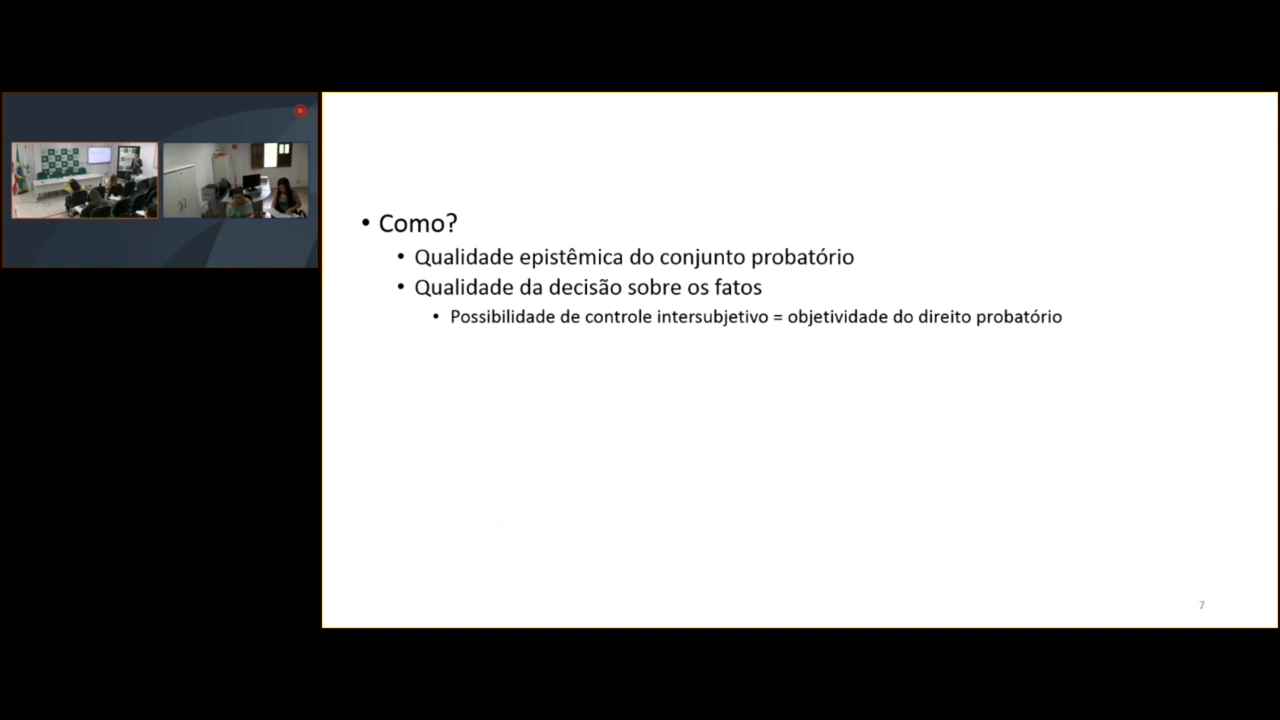 • Como?
• Qualidade epistêmica do conjunto probatório
• Qualidade da decisão sobre os fatos
• Possibilidade de controle intersubjetivo = objetividade do direito probatório
7